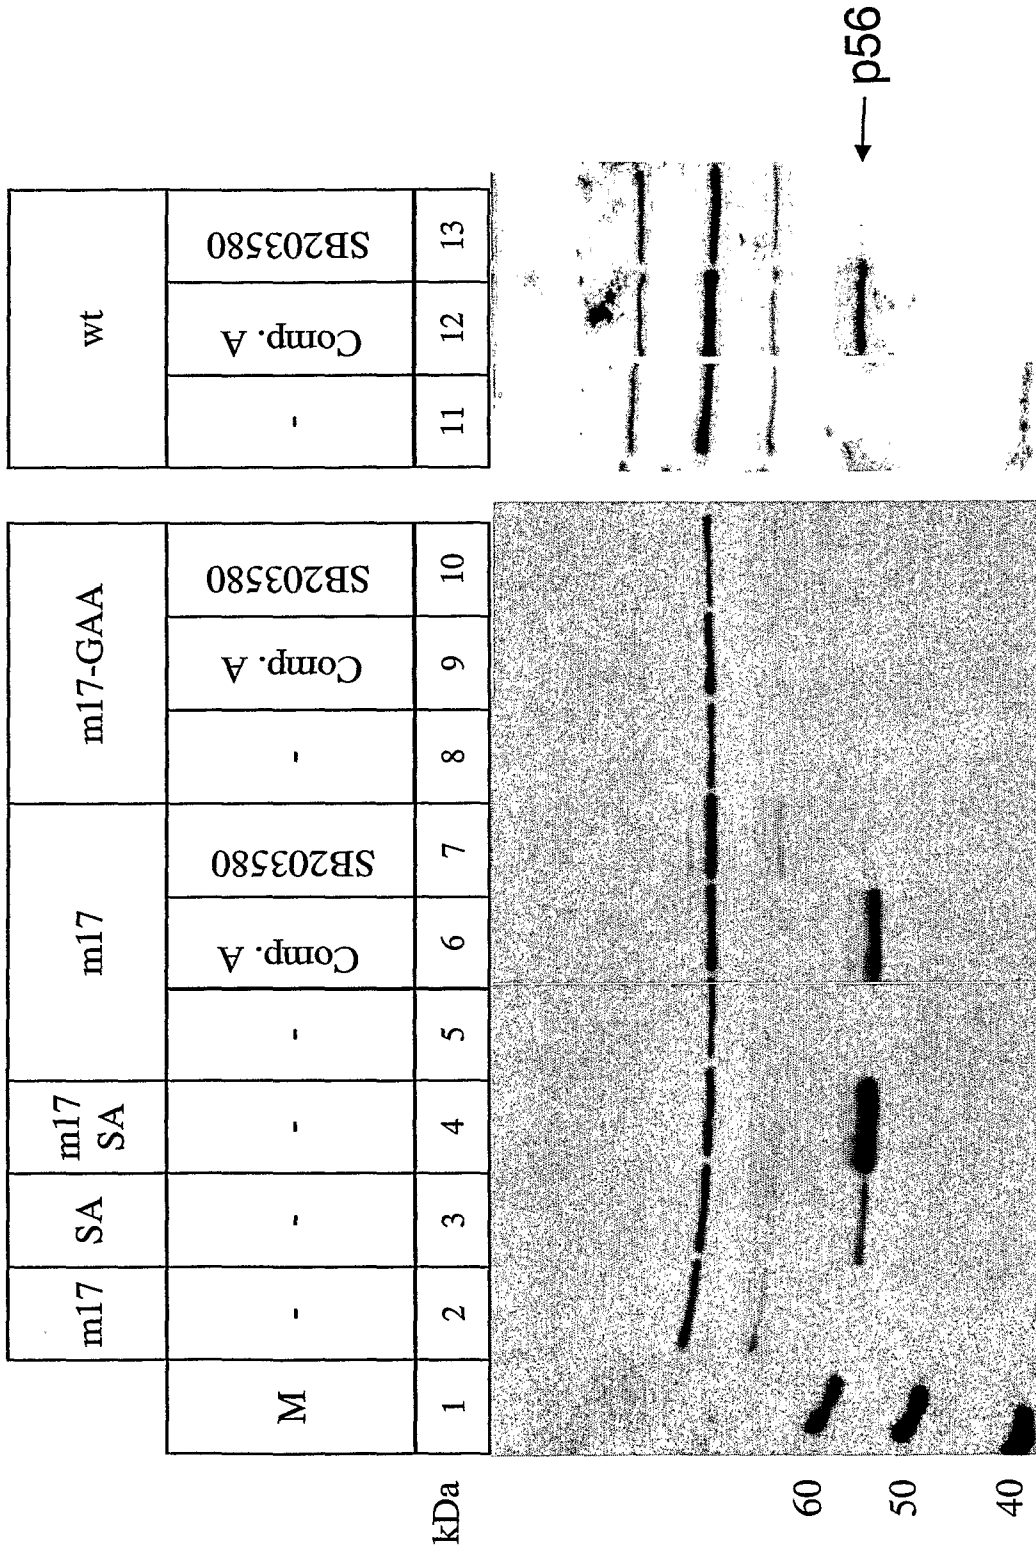 m17 SA m17 SA m17 m17-GAA wt
M - - - - Comp. A SB203580 - Comp. A SB203580 - Comp. A SB203580
kDa 1 2 3 4 5 6 7 8 9 10 11 12 13
60
50
40
← p56